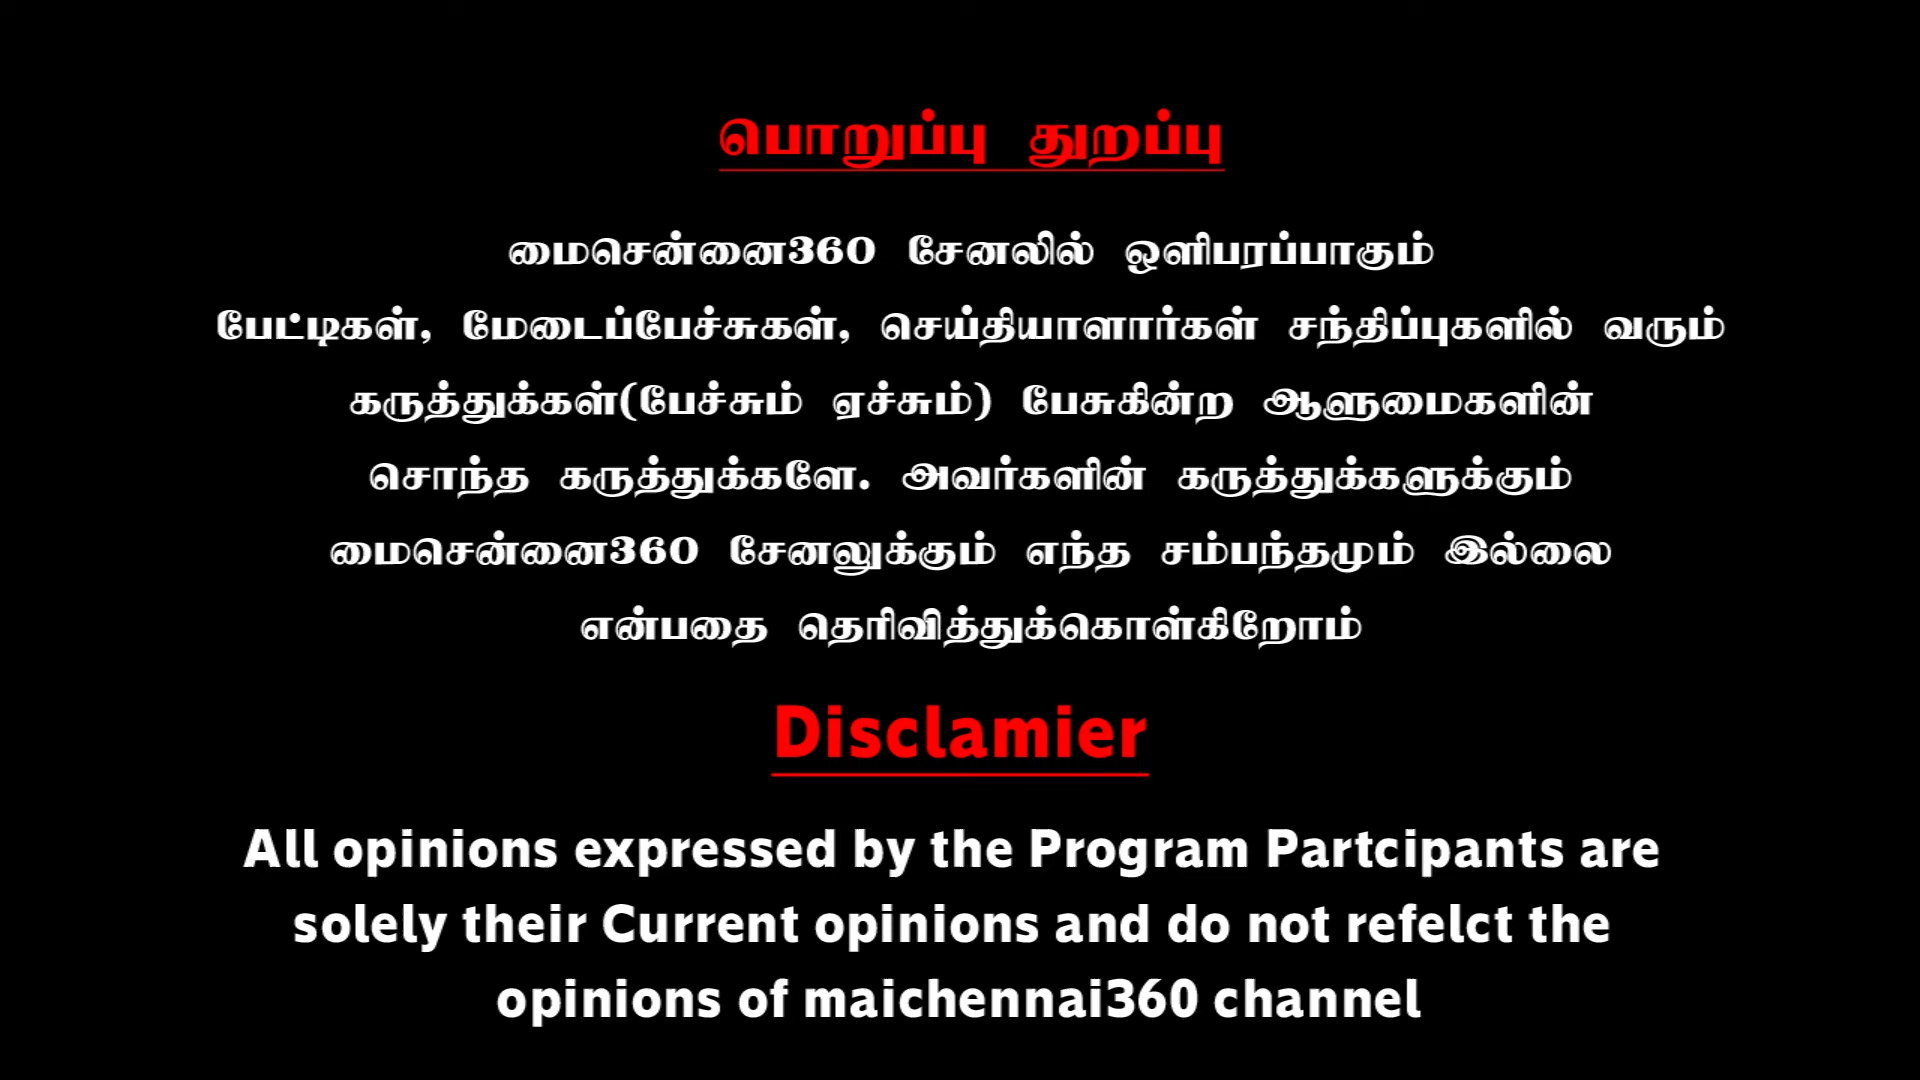 பொறுப்பு துறப்பு
மைசென்னை360 சேனலில் ஒளிபரப்பாகும்
பேட்டிகள், மேடைப்பேச்சுகள், செய்தியாளார்கள் சந்திப்புகளில் வரும்
கருத்துக்கள்(பேச்சும் ஏச்சும்) பேசுகின்ற ஆளுமைகளின்
சொந்த கருத்துக்களே. அவர்களின் கருத்துக்களுக்கும்
மைசென்னை360 சேனலுக்கும் எந்த சம்பந்தமும் இல்லை
என்பதை தெரிவித்துக்கொள்கிறோம்
Disclamier
All opinions expressed by the Program Partcipants are
solely their Current opinions and do not refelct the
opinions of maichennai360 channel